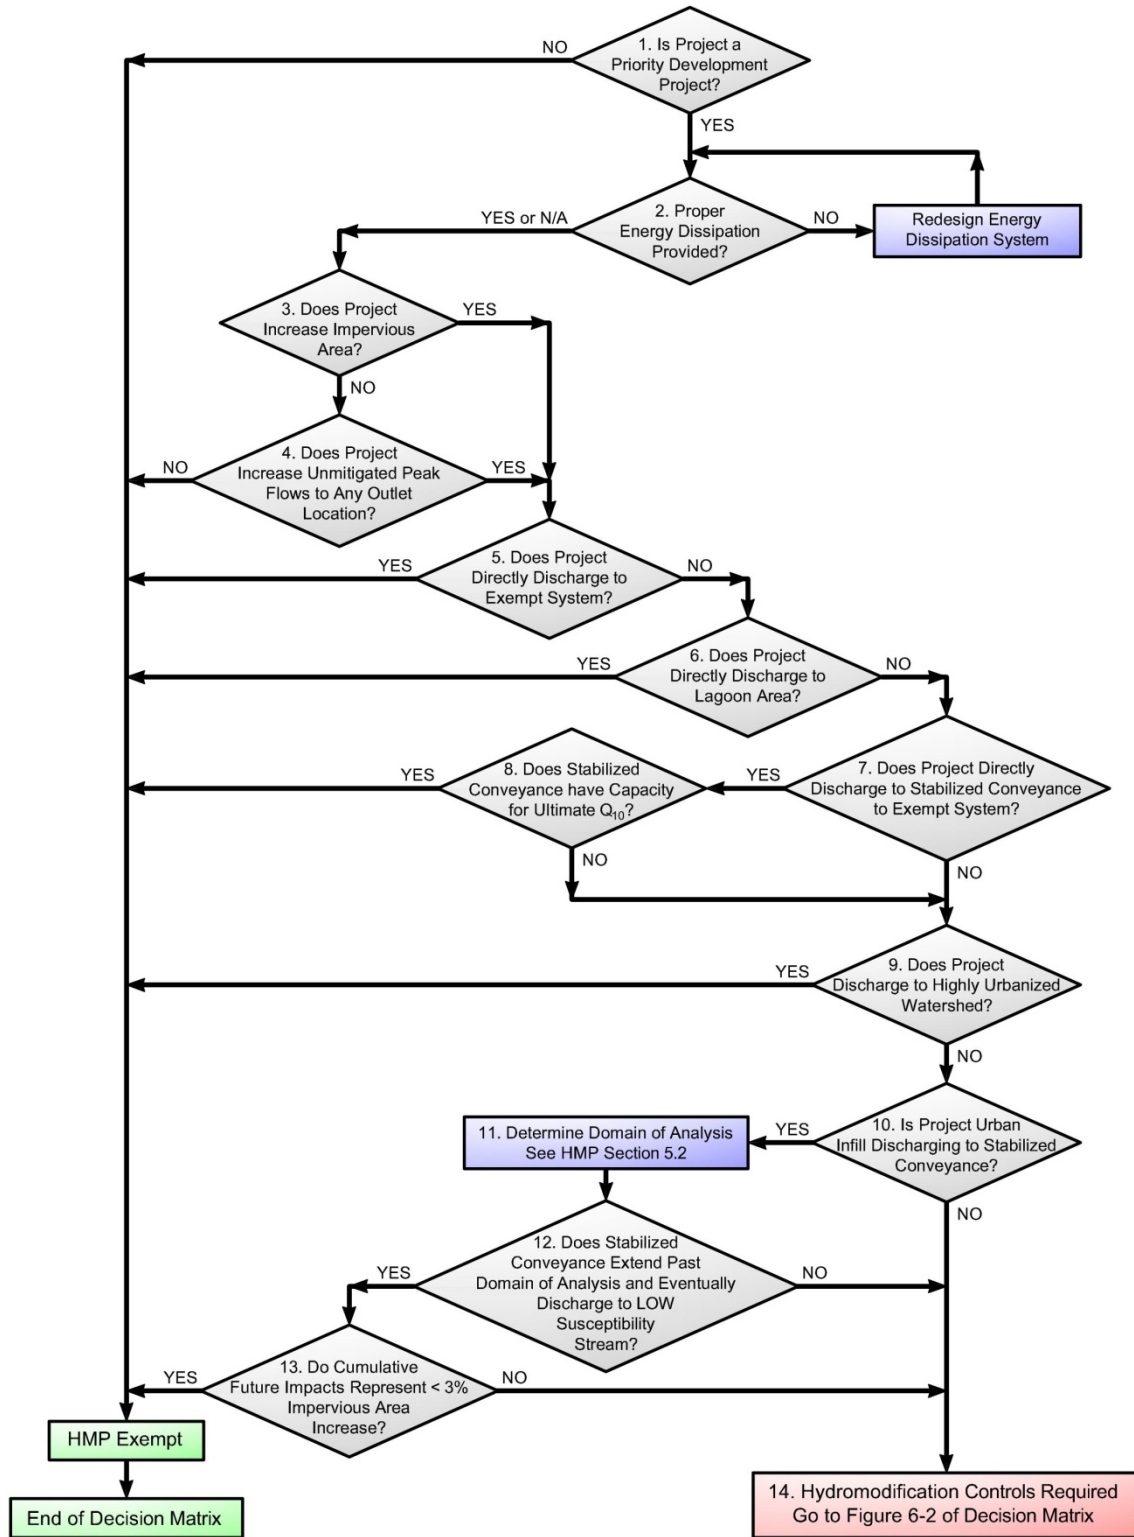 1. Is Project a
Priority Development
Project?
NO
YES
2. Proper
Energy Dissipation
Provided?
YES or N/A
NO
Redesign Energy
Dissipation System
3. Does Project
Increase Impervious
Area?
YES
NO
4. Does Project
Increase Unmitigated Peak
Flows to Any Outlet
Location?
NO
YES
5. Does Project
Directly Discharge to
Exempt System?
YES
NO
6. Does Project
Directly Discharge to
Lagoon Area?
YES
NO
7. Does Project Directly
Discharge to Stabilized Conveyance
to Exempt System?
YES
NO
8. Does Stabilized
Conveyance have Capacity
for Ultimate Q10?
YES
NO
9. Does Project
Discharge to Highly Urbanized
Watershed?
YES
NO
10. Is Project Urban
Infill Discharging to Stabilized
Conveyance?
YES
NO
11. Determine Domain of Analysis
See HMP Section 5.2
12. Does Stabilized
Conveyance Extend Past
Domain of Analysis and Eventually
Discharge to LOW
Susceptibility
Stream?
YES
NO
13. Do Cumulative
Future Impacts Represent < 3%
Impervious Area
Increase?
YES
NO
HMP Exempt
End of Decision Matrix
14. Hydromodification Controls Required
Go to Figure 6-2 of Decision Matrix